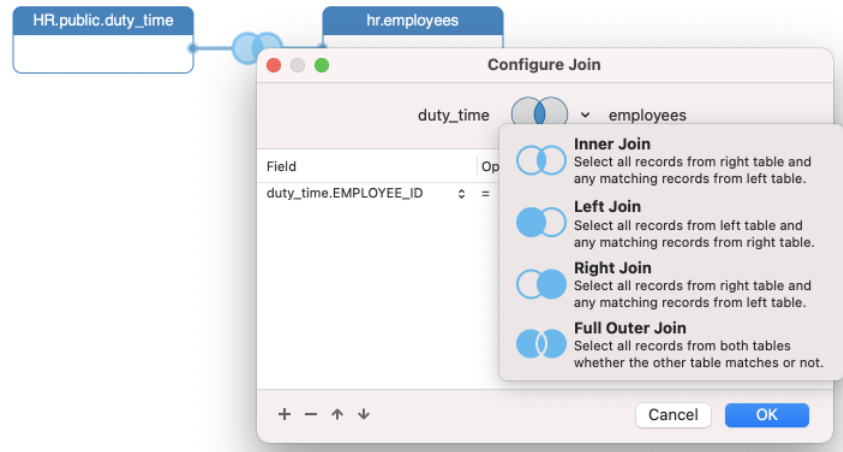 HR.public.duty_time
hr.employees
Configure Join
duty_time
employees
Field
Op
duty_time.EMPLOYEE_ID
=
Inner Join
Select all records from right table and
any matching records from left table.
Left Join
Select all records from left table and
any matching records from right table.
Right Join
Select all records from right table and
any matching records from left table.
Full Outer Join
Select all records from both tables
whether the other table matches or not.
Cancel
OK